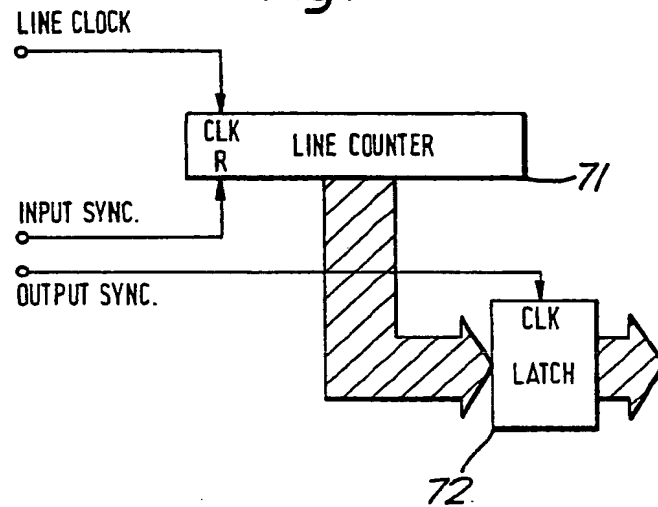 LINE CLOCK
CLK
R
LINE COUNTER
71
INPUT SYNC.
OUTPUT SYNC.
CLK
LATCH
72